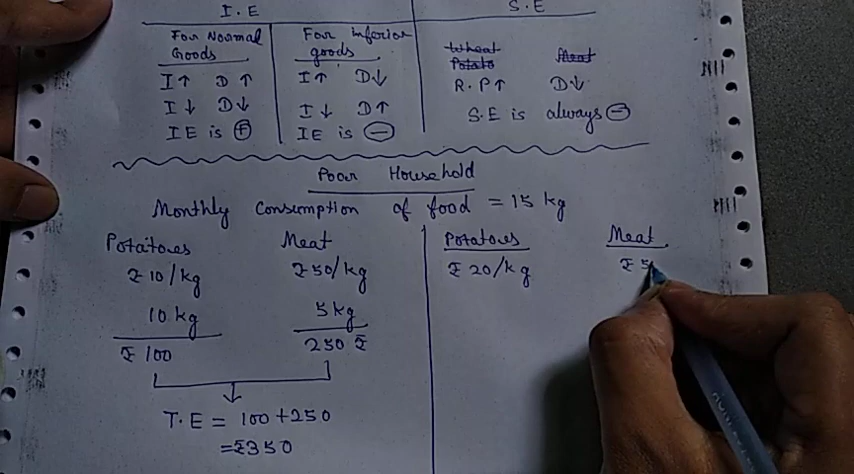 I.E
S.E
For Normal Goods
I↑ D↑
I↓ D↓
IE is ⊕
For inferior goods
I↑ D↓
I↓ D↑
IE is ⊖
Wheat Meat
Potato
R.P↑ D↓
S.E is always ⊖
Poor Household
Monthly Consumption of food = 15 kg
Potatoes Meat
₹10/kg ₹50/kg
10 kg 5kg
₹100 250 ₹
T.E = 100+250
=₹350
Potatoes Meat
₹ 20/kg ₹ 5